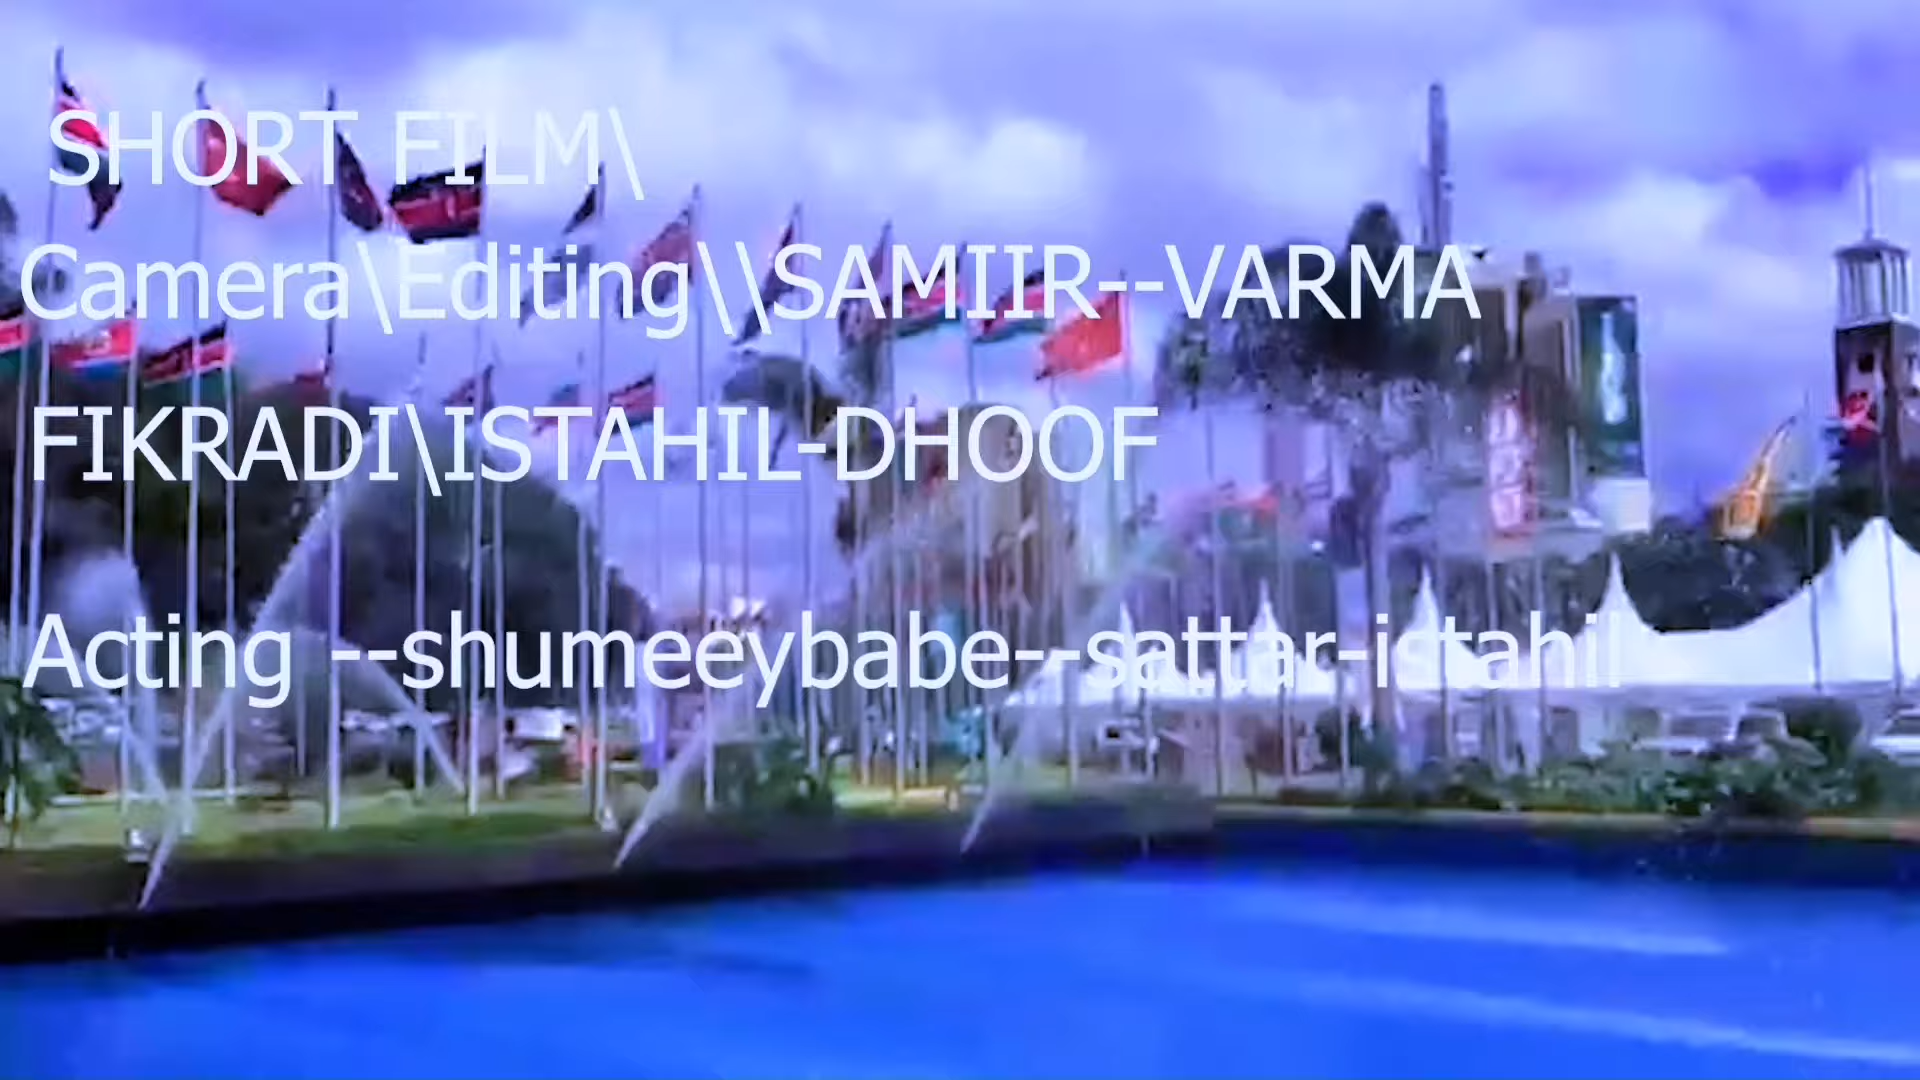 SHORT FILM\
Camera\Editing\\SAMIIR--VARMA
FIKRADI\ISTAHIL-DHOOF
Acting --shumeeybabe--sattar-istahil